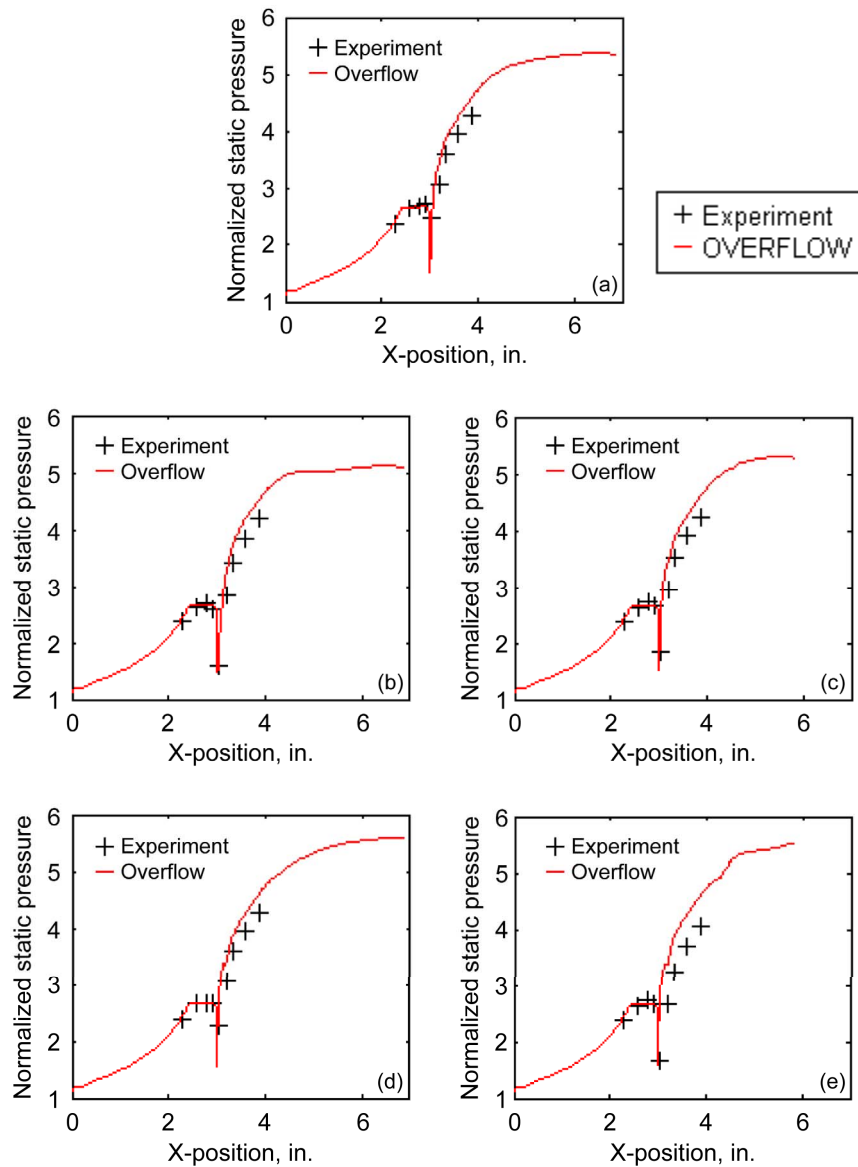 6
5
4
3
2
1
Normalized static pressure
Experiment
Overflow
(a)
0 2 4 6
X-position, in.
Experiment
OVERFLOW
6
5
4
3
2
1
Normalized static pressure
Experiment
Overflow
(b)
0 2 4 6
X-position, in.
6
5
4
3
2
1
Normalized static pressure
Experiment
Overflow
(c)
0 2 4 6
X-position, in.
6
5
4
3
2
1
Normalized static pressure
Experiment
Overflow
(d)
0 2 4 6
X-position, in.
6
5
4
3
2
1
Normalized static pressure
Experiment
Overflow
(e)
0 2 4 6
X-position, in.